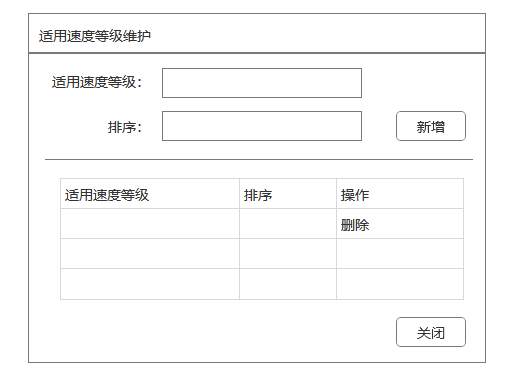 适用速度等级维护
适用速度等级：
排序： 新增
适用速度等级 排序 操作
删除
关闭